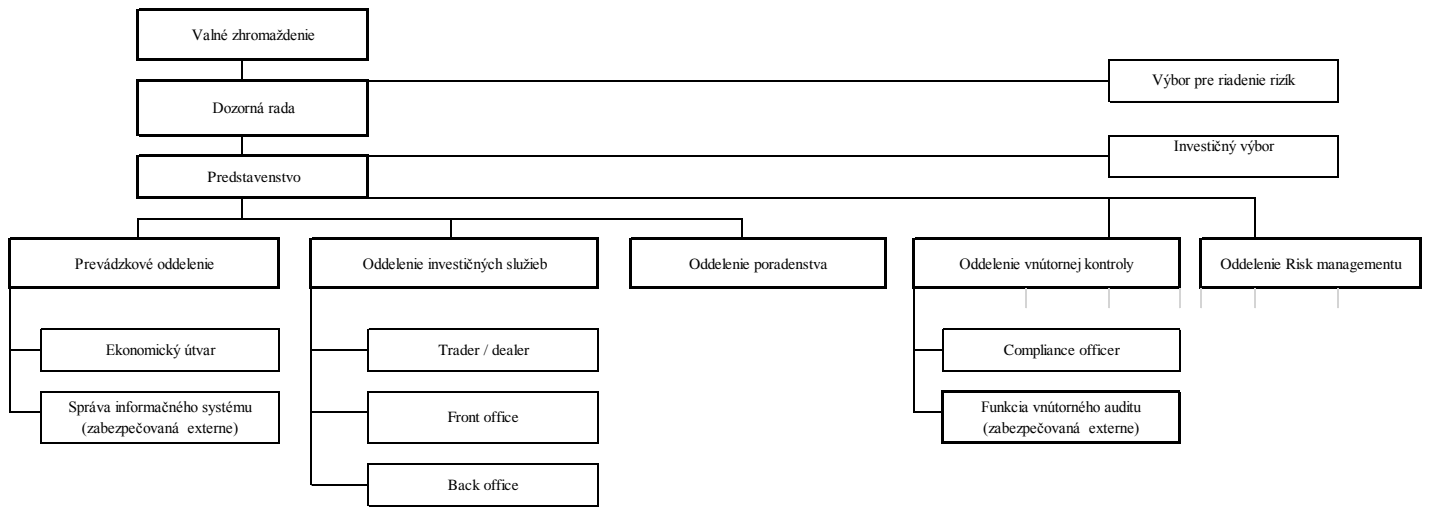 Valné zhromaždenie
Výbor pre riadenie rizík
Dozorná rada
Investičný výbor
Predstavenstvo
Prevádzkové oddelenie
Oddelenie investičných služieb
Oddelenie poradenstva
Oddelenie vnútornej kontroly
Oddelenie Risk managementu
Ekonomický útvar
Trader / dealer
Compliance officer
Správa informačného systému
(zabezpečovaná externe)
Front office
Funkcia vnútorného auditu
(zabezpečovaná externe)
Back office